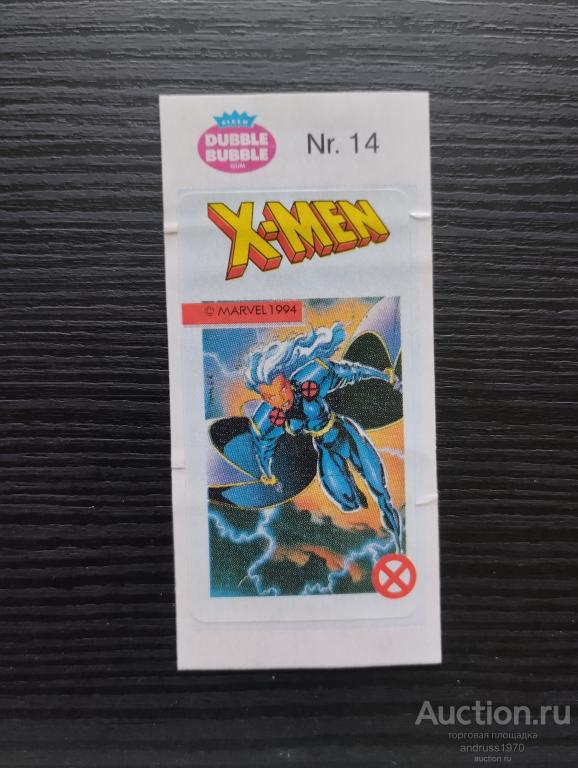 FLEER
DUBBLE
BUBBLE
GUM
Nr. 14
X-MEN
© MARVEL 1994
Auction.ru
торговая площадка
andruss1970
auction.ru